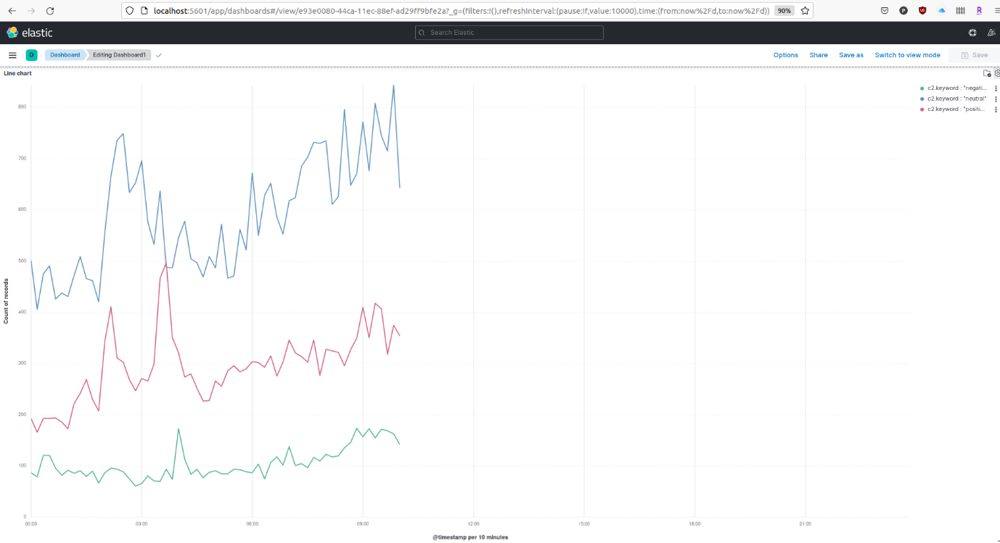 localhost:5601/app/dashboards#/view/e93e0080-44ca-11ec-88ef-ad29ff9bfe2a?_g=(filters:!(),refreshInterval:(pause:!f,value:10000),time:(from:now%2Fd,to:now%2Fd))
90%
elastic
Search Elastic
D
Dashboard
Editing Dashboard1
Options
Share
Save as
Switch to view mode
Save
Line chart
c2.keyword : "negati...
c2.keyword : "neutral"
c2.keyword : "positi...
Count of records
800
700
600
500
400
300
200
100
0
00:00
03:00
06:00
09:00
12:00
15:00
18:00
21:00
@timestamp per 10 minutes